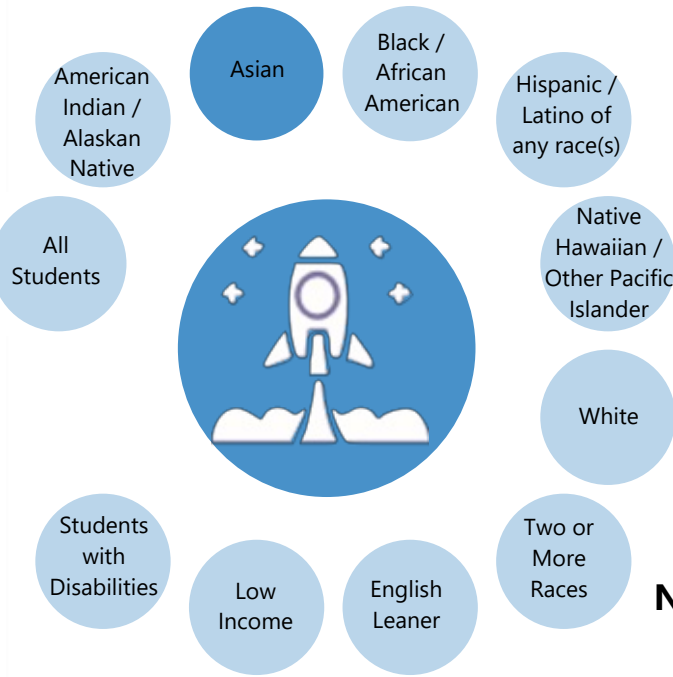 Asian
Black /
African
American
American
Indian /
Alaskan
Native
Hispanic /
Latino of
any race(s)
All
Students
Native
Hawaiian /
Other Pacific
Islander
White
Students
with
Disabilities
Low
Income
English
Leaner
Two or
More
Races
N